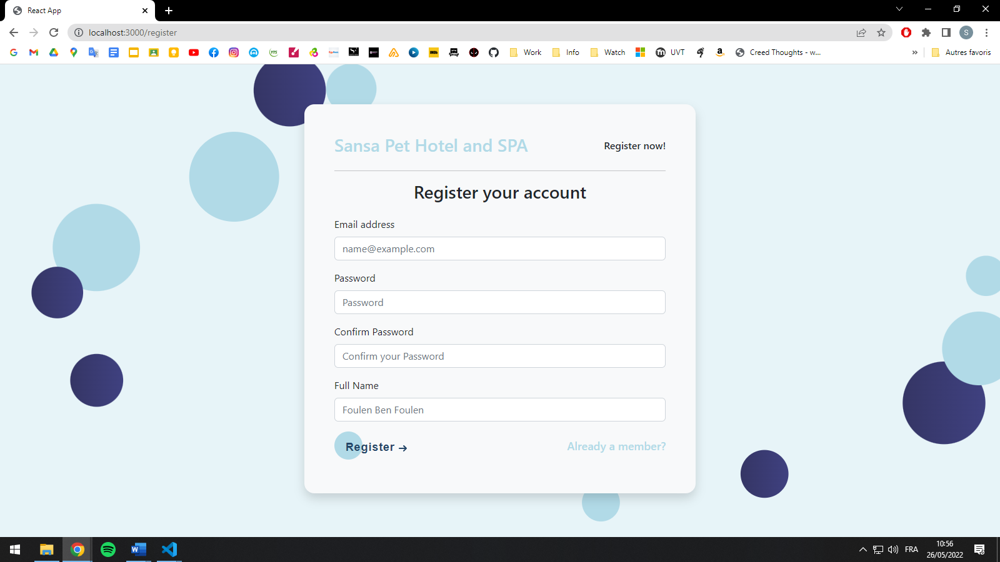 React App
localhost:3000/register
S
Work
Info
Watch
UVT
Creed Thoughts - w...
»
Autres favoris
Sansa Pet Hotel and SPA
Register now!
Register your account
Email address
name@example.com
Password
Password
Confirm Password
Confirm your Password
Full Name
Foulen Ben Foulen
Register →
Already a member?
FRA
10:56
26/05/2022